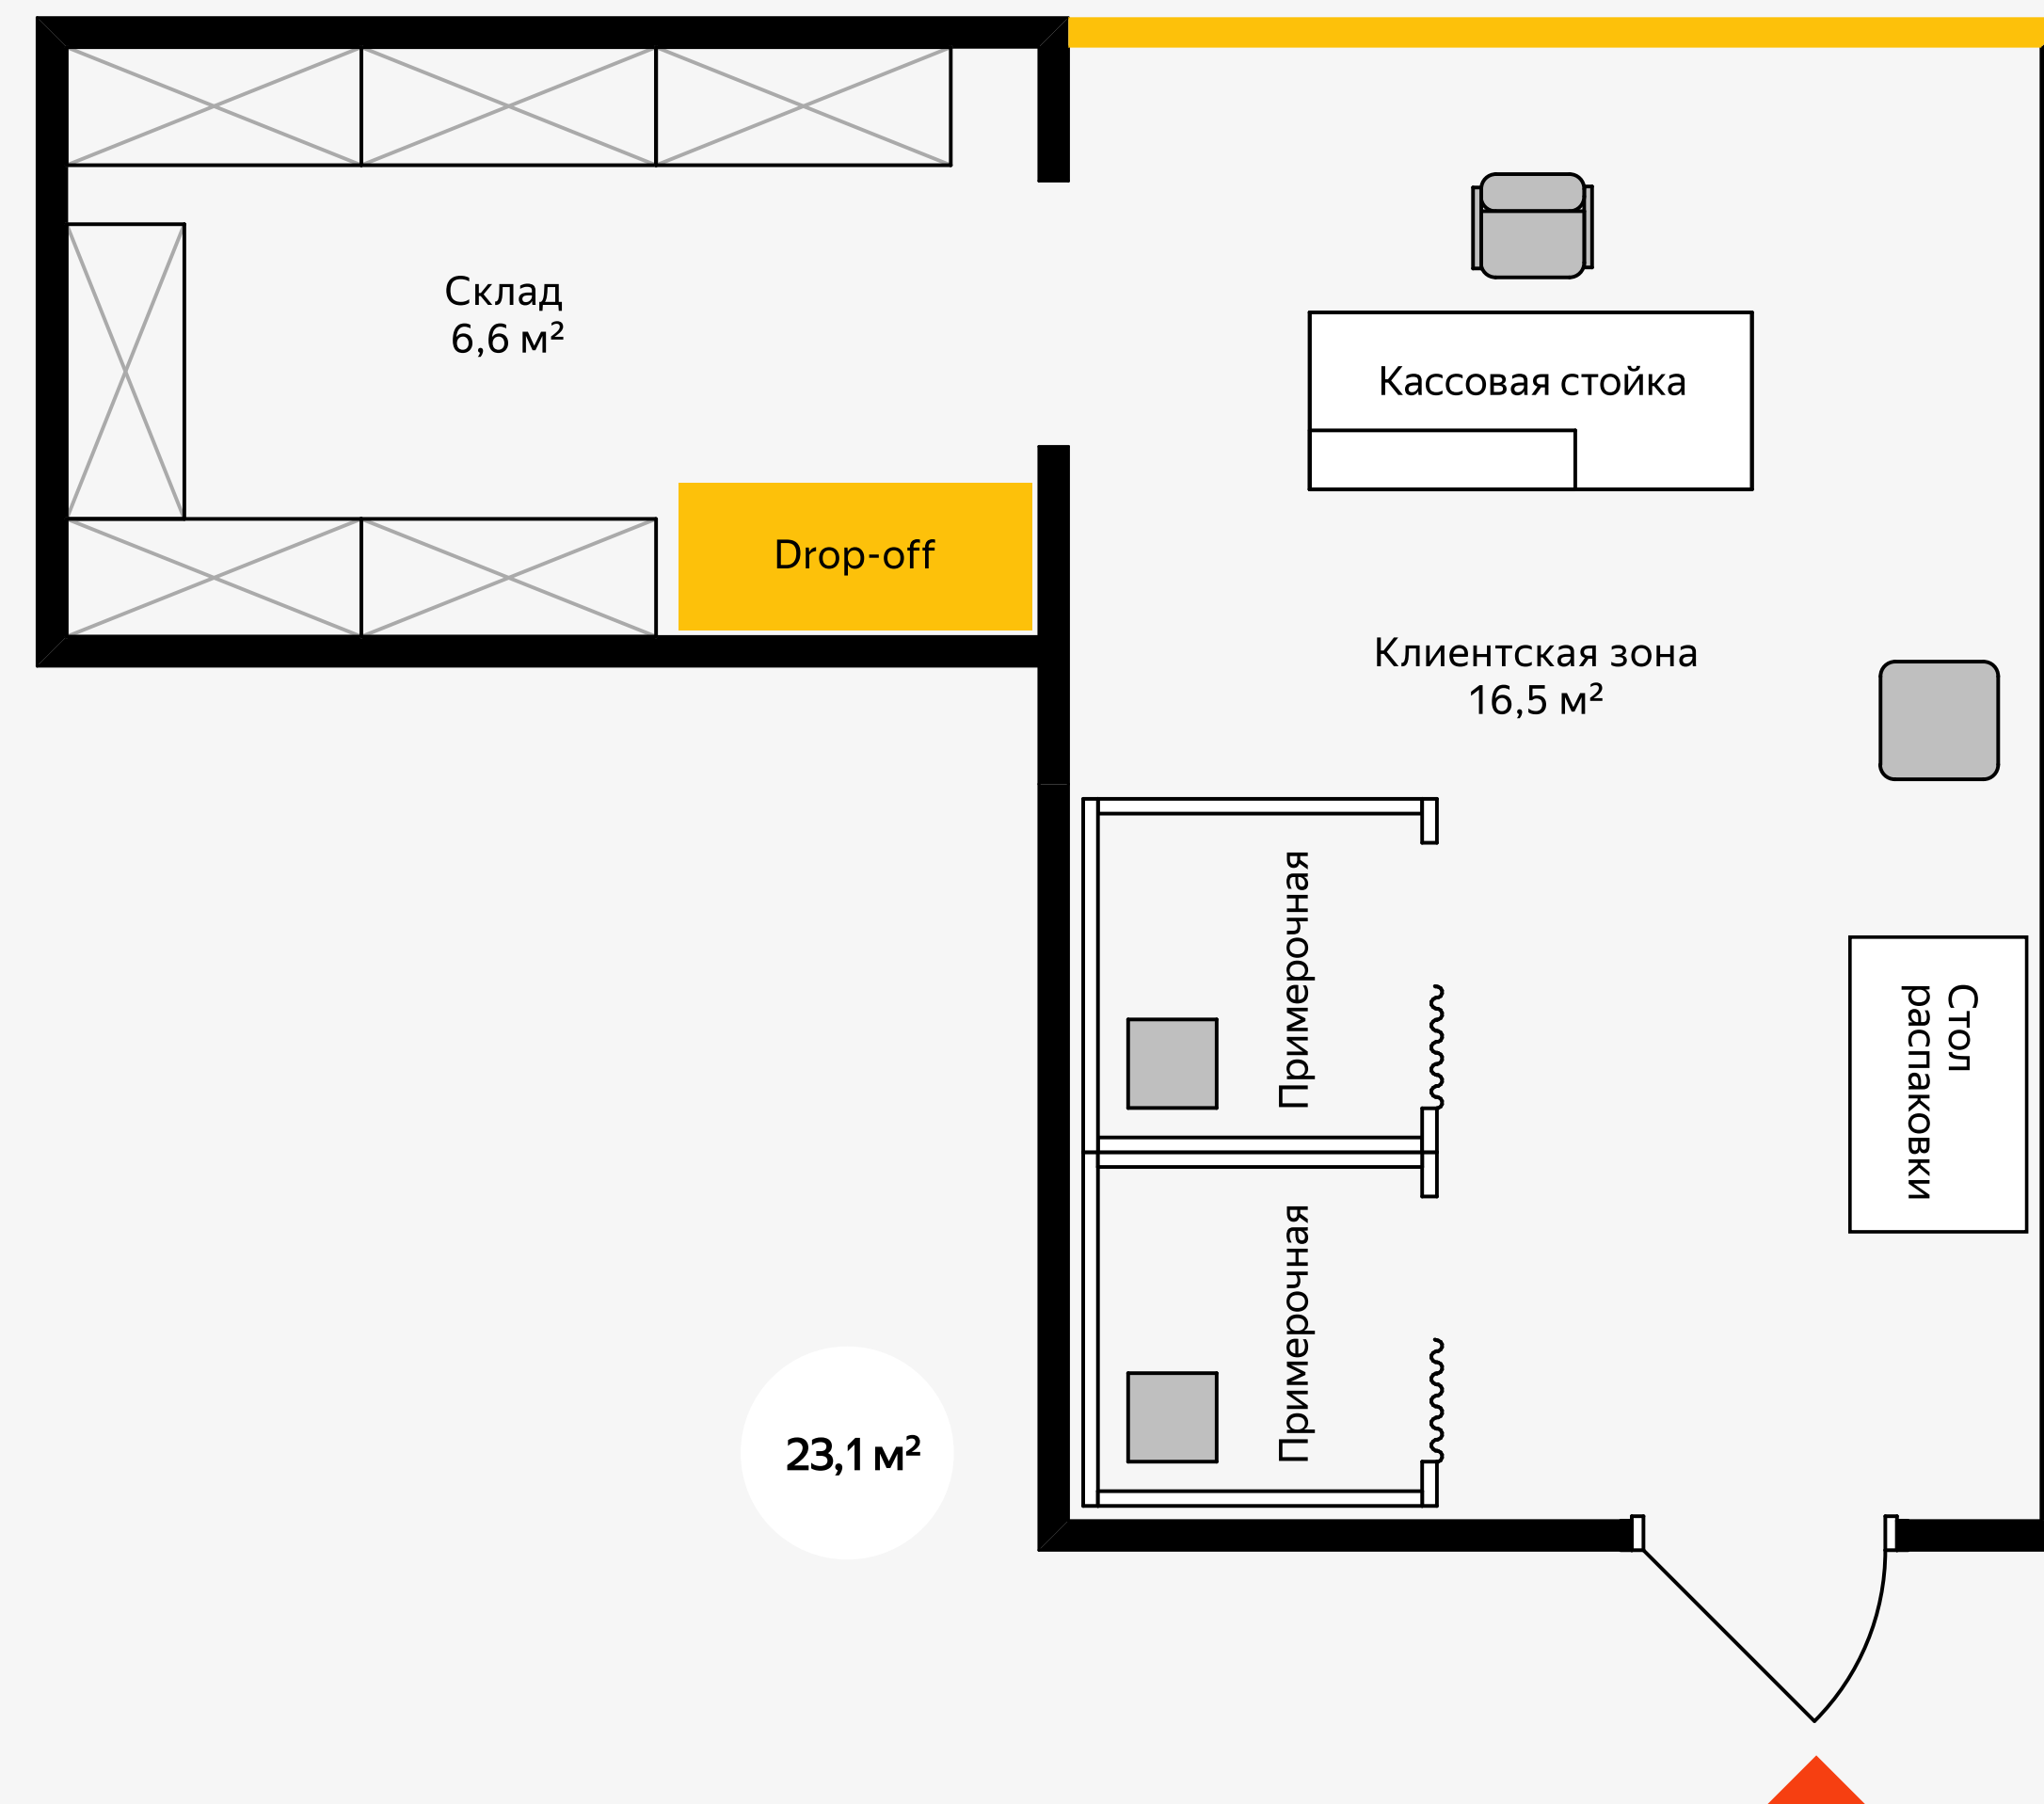 Склад
6,6 м²
Кассовая стойка
Drop-off
Клиентская зона
16,5 м²
Примерочная
Стол
распаковки
Примерочная
23,1 м²